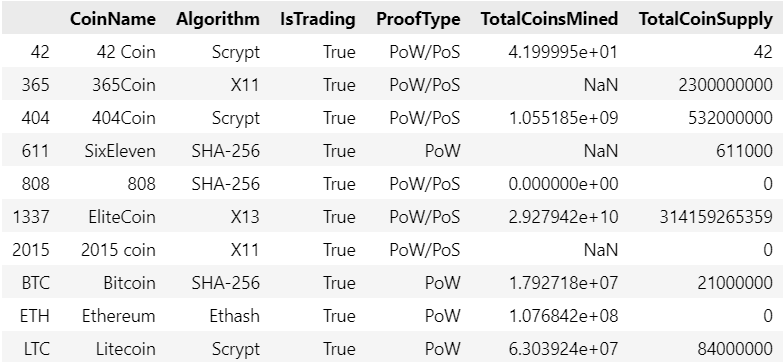 CoinName Algorithm IsTrading ProofType TotalCoinsMined TotalCoinSupply
42 42 Coin Scrypt True PoW/PoS 4.199995e+01 42
365 365Coin X11 True PoW/PoS NaN 2300000000
404 404Coin Scrypt True PoW/PoS 1.055185e+09 532000000
611 SixEleven SHA-256 True PoW NaN 611000
808 808 SHA-256 True PoW/PoS 0.000000e+00 0
1337 EliteCoin X13 True PoW/PoS 2.927942e+10 314159265359
2015 2015 coin X11 True PoW/PoS NaN 0
BTC Bitcoin SHA-256 True PoW 1.792718e+07 21000000
ETH Ethereum Ethash True PoW 1.076842e+08 0
LTC Litecoin Scrypt True PoW 6.303924e+07 84000000